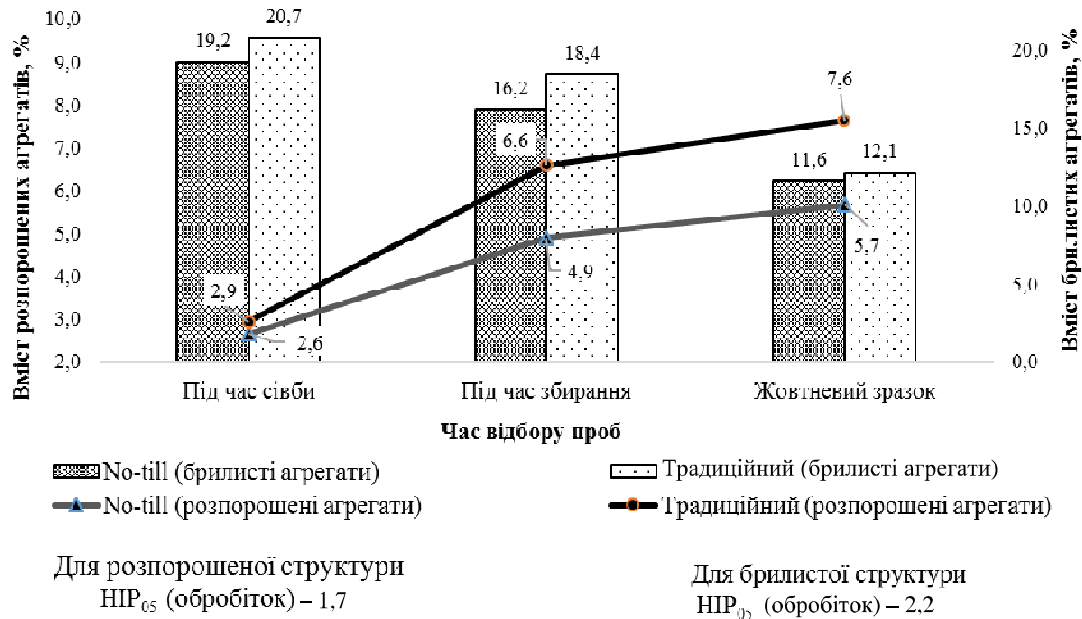 Вміст розпорошених агрегатів, %
10,0
9,0
8,0
7,0
6,0
5,0
4,0
3,0
2,0
19,2
20,7
16,2
18,4
11,6
12,1
2,9
2,6
6.6
4,9
7,6
5,7
20,0
15,0
10,0
5,0
0,0
Вміст брилистих агрегатів, %
Під час сівби
Під час збирання
Жовтневий зразок
Час відбору проб
No-till (брилисті агрегати)
Традиційний (брилисті агрегати)
No-till (розпорошені агрегати)
Традиційний (розпорошені агрегати)
Для розпорошеної структури
НІР₀₅ (обробіток) – 1,7
Для брилистої структури
НІР₀₅ (обробіток) – 2,2